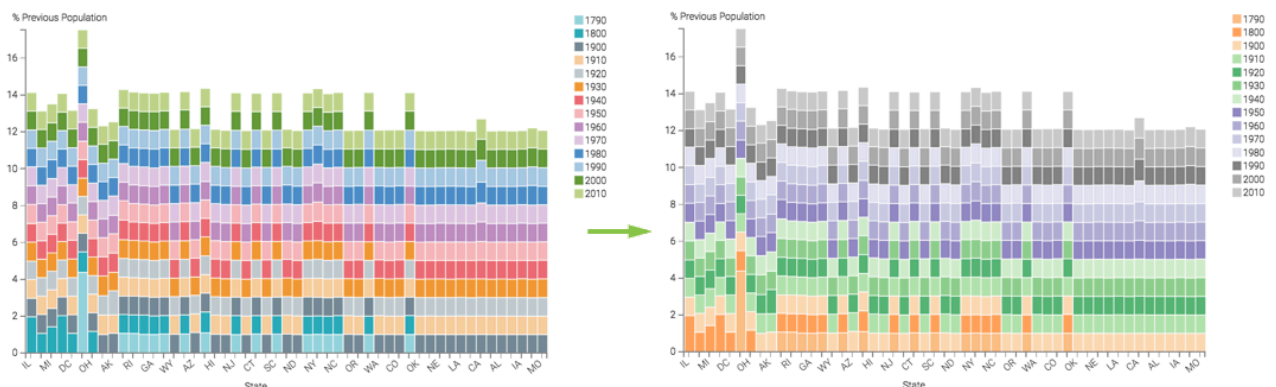 % Previous Population
16
14
12
10
8
6
4
2
0
IL
MI
DC
OH
AK
RI
GA
WY
AZ
HI
NJ
CT
SC
ND
NY
NC
OR
WA
CO
OK
NE
LA
CA
AL
IA
MO
State
1790
1800
1900
1910
1920
1930
1940
1950
1960
1970
1980
1990
2000
2010
% Previous Population
16
14
12
10
8
6
4
2
0
IL
MI
DC
OH
AK
RI
GA
WY
AZ
HI
NJ
CT
SC
ND
NY
NC
OR
WA
CO
OK
NE
LA
CA
AL
IA
MO
State
1790
1800
1900
1910
1920
1930
1940
1950
1960
1970
1980
1990
2000
2010